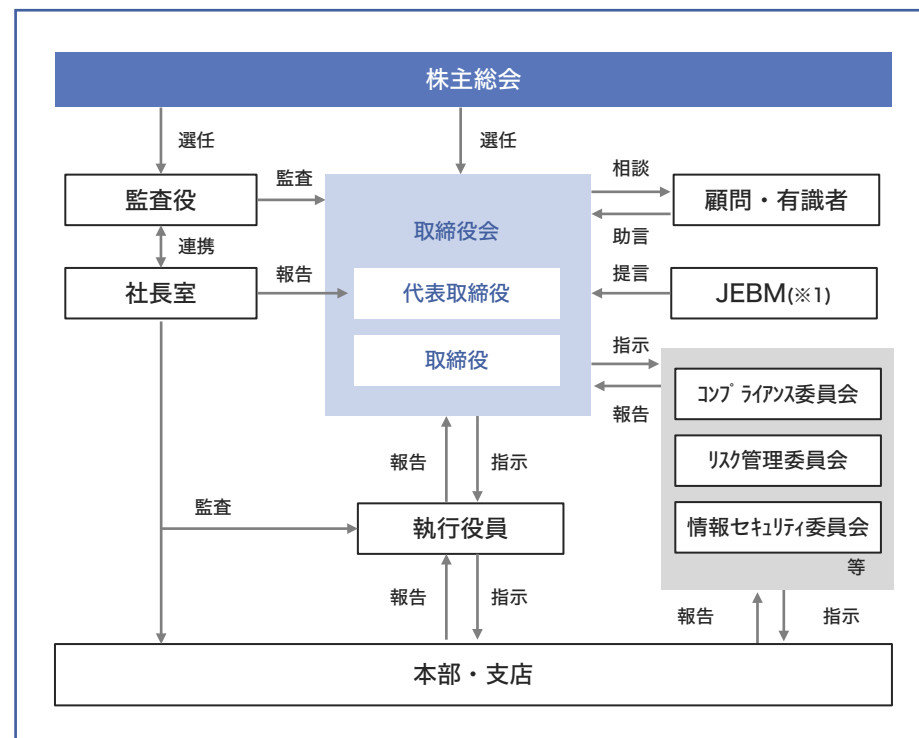 株主総会
選任
選任
監査役
監査
相談
顧問・有識者
助言
取締役会
連携
社長室
報告
代表取締役
提言
JEBM(※1)
取締役
指示
報告
コンプライアンス委員会
リスク管理委員会
情報セキュリティ委員会
等
報告
指示
監査
執行役員
報告
指示
報告
指示
本部・支店